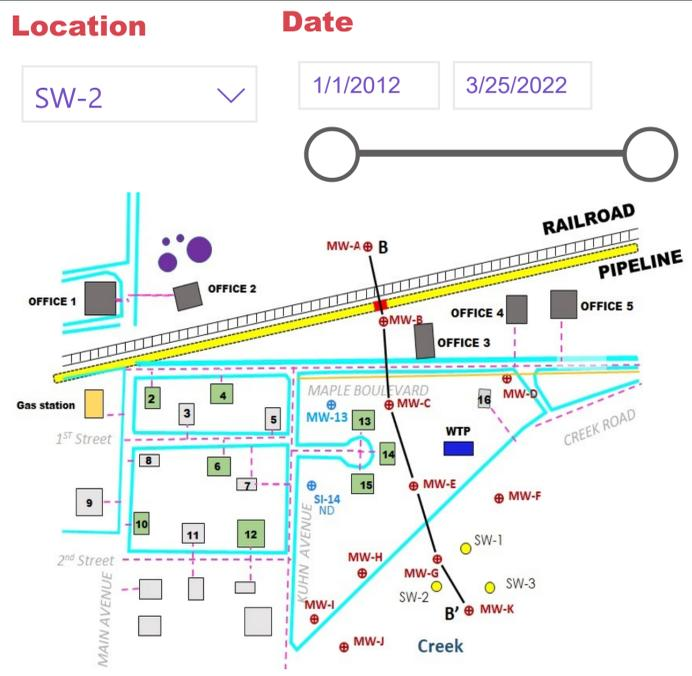 Location
Date
SW-2
1/1/2012
3/25/2022
RAILROAD
MW-A
B
PIPELINE
OFFICE 1
OFFICE 2
OFFICE 4
OFFICE 5
MW-B
OFFICE 3
Gas station
2
4
MAPLE BOULEVARD
MW-D
16
3
5
MW-13
13
MW-C
CREEK ROAD
1ST Street
WTP
8
6
14
7
15
MW-E
9
SI-14
ND
MW-F
10
11
12
KUHN AVENUE
SW-1
2nd Street
MW-H
MW-G
SW-2
SW-3
MAIN AVENUE
MW-I
B'
MW-K
MW-J
Creek